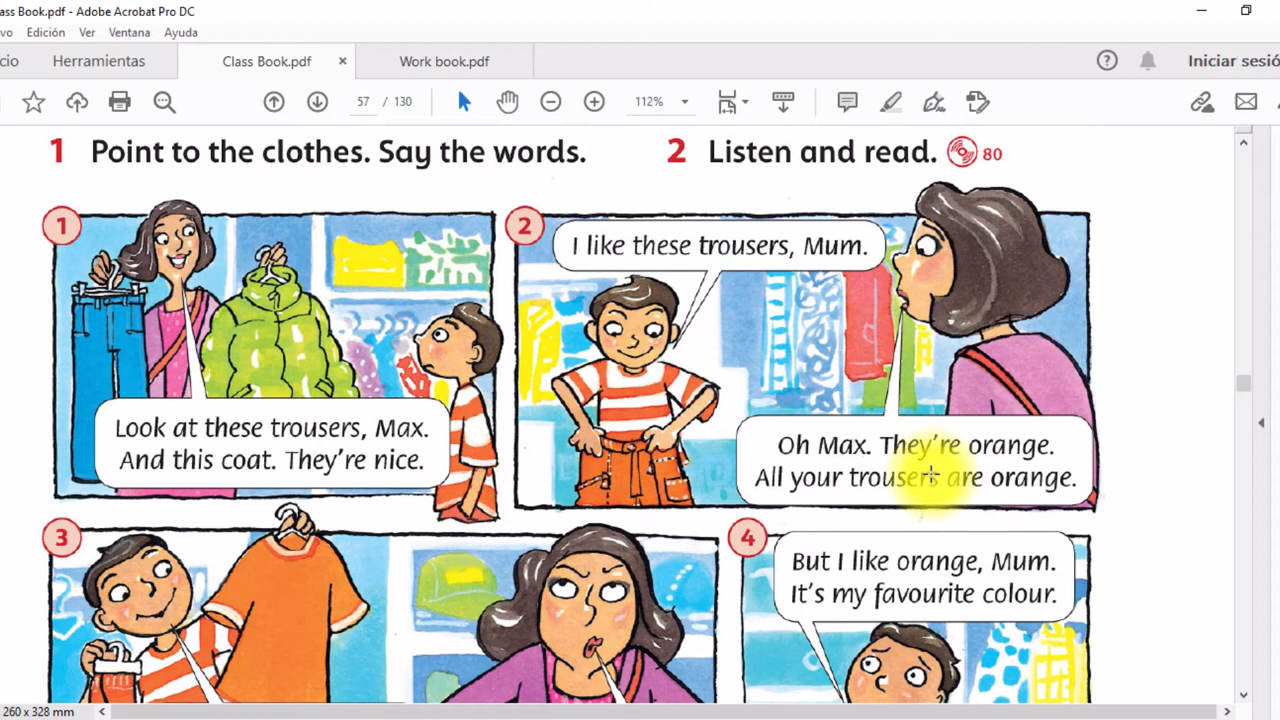 ass Book.pdf - Adobe Acrobat Pro DC
vo Edición Ver Ventana Ayuda
cio Herramientas Class Book.pdf × Work book.pdf ? Iniciar sesió
57 / 130 112%
1 Point to the clothes. Say the words.
2 Listen and read. 80
1
Look at these trousers, Max.
And this coat. They're nice.
2
I like these trousers, Mum.
Oh Max. They're orange.
All your trousers are orange.
3
4
But I like orange, Mum.
It's my favourite colour.
260 x 328 mm